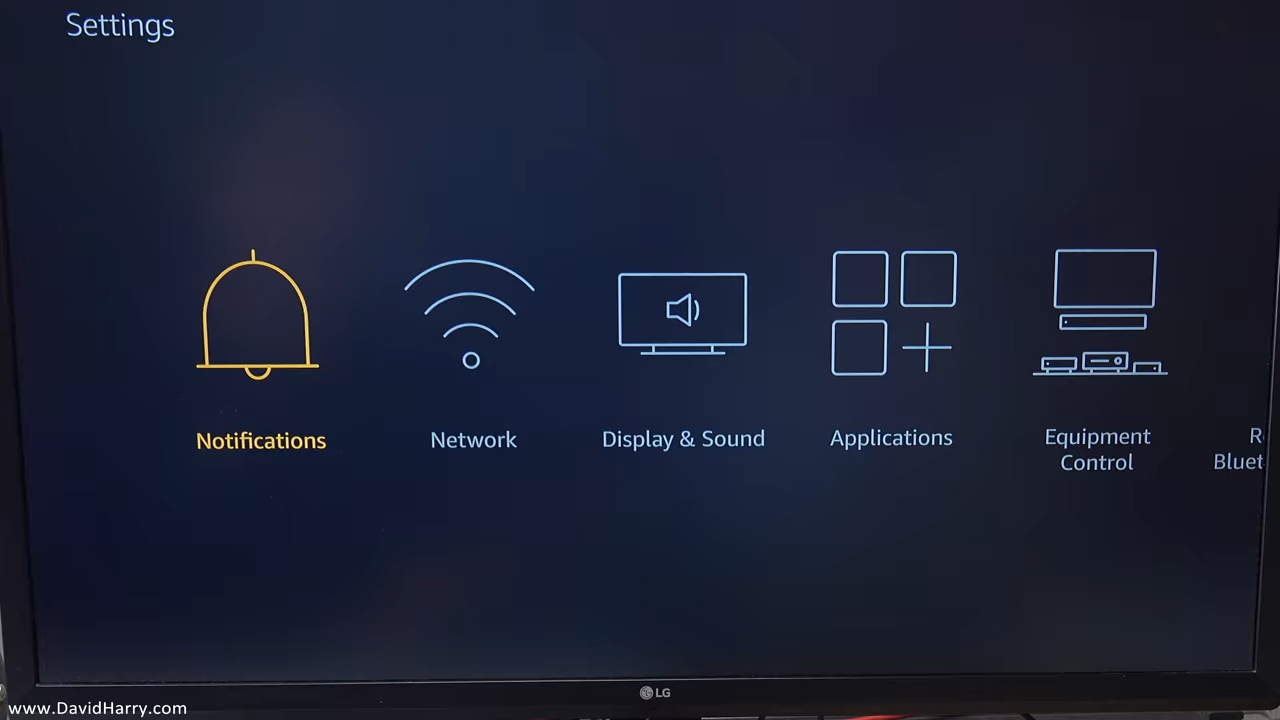 Settings
Notifications
Network
Display & Sound
Applications
Equipment
Control
LG
www.DavidHarry.com